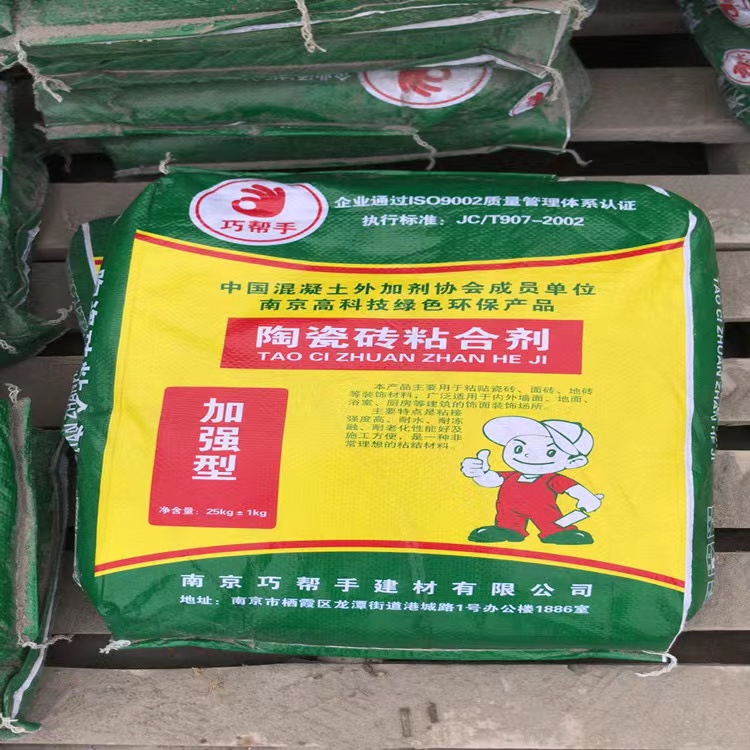 巧帮手
企业通过ISO9002质量管理体系认证
执行标准：JC/T907-2002
中国混凝土外加剂协会成员单位
南京高科技绿色环保产品
陶瓷砖粘合剂
TAO CI ZHUAN ZHAN HE JI
加强型
净含量：25kg±1kg
本产品主要用于粘贴瓷砖、面砖、地砖
等装饰材料，广泛适用于内外墙面、地面、
浴室、厨房等建筑的饰面装饰场所。
主要特点是粘接
强度高、耐水、耐冻
融、耐老化性能好及
施工方便，是一种非
常理想的粘结材料。
南京巧帮手建材有限公司
地址：南京市栖霞区龙潭街道港城路1号办公楼1886室